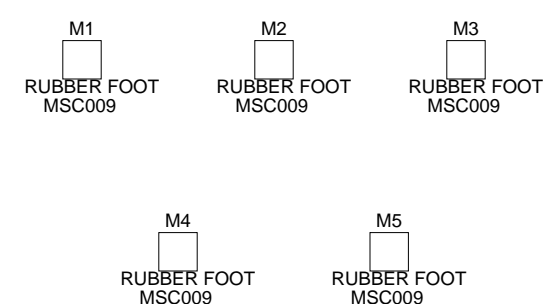 M1 M2 M3
RUBBER FOOT RUBBER FOOT RUBBER FOOT
MSC009 MSC009 MSC009
M4 M5
RUBBER FOOT RUBBER FOOT
MSC009 MSC009